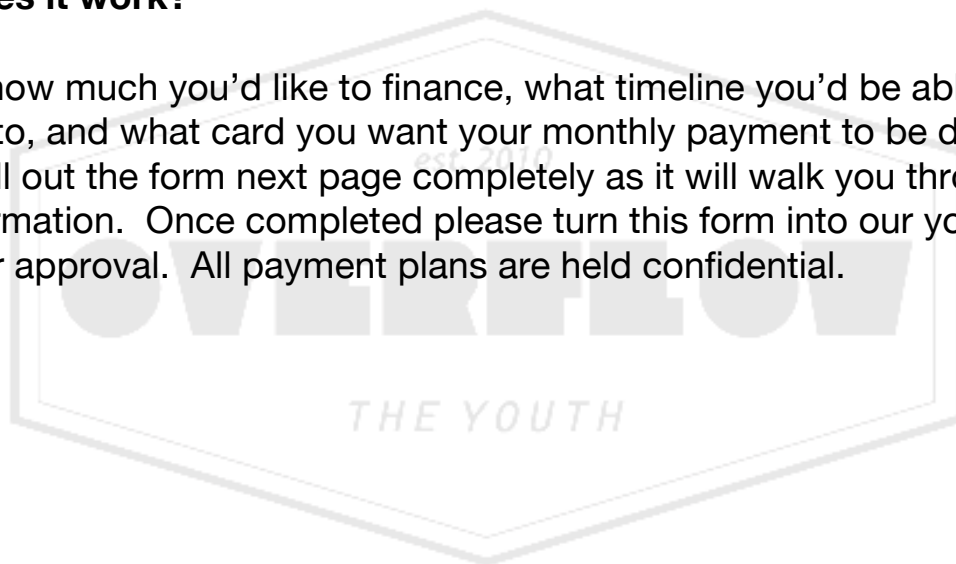 es it work?
how much you'd like to finance, what timeline you'd be abl
to, and what card you want your monthly payment to be d
ll out the form next page completely as it will walk you thro
rmation.  Once completed please turn this form into our yo
r approval.  All payment plans are held confidential.
est. 2010
OVERFLOW
THE YOUTH